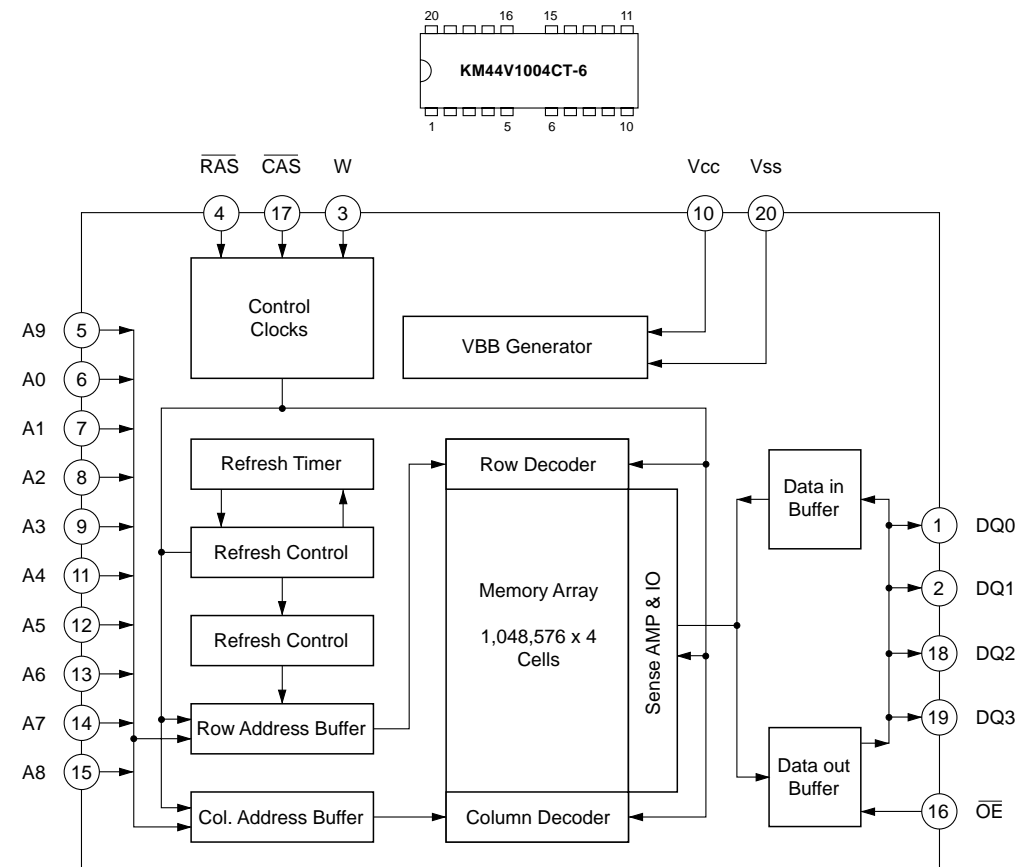 20 16 15 11
KM44V1004CT-6
1 5 6 10
RAS CAS W Vcc Vss
4 17 3 10 20
Control
Clocks
VBB Generator
A9 5
A0 6
A1 7
A2 8
A3 9
A4 11
A5 12
A6 13
A7 14
A8 15
Refresh Timer
Refresh Control
Refresh Control
Row Address Buffer
Col. Address Buffer
Row Decoder
Memory Array
1,048,576 x 4
Cells
Sense AMP & IO
Column Decoder
Data in
Buffer
Data out
Buffer
1 DQ0
2 DQ1
18 DQ2
19 DQ3
16 OE